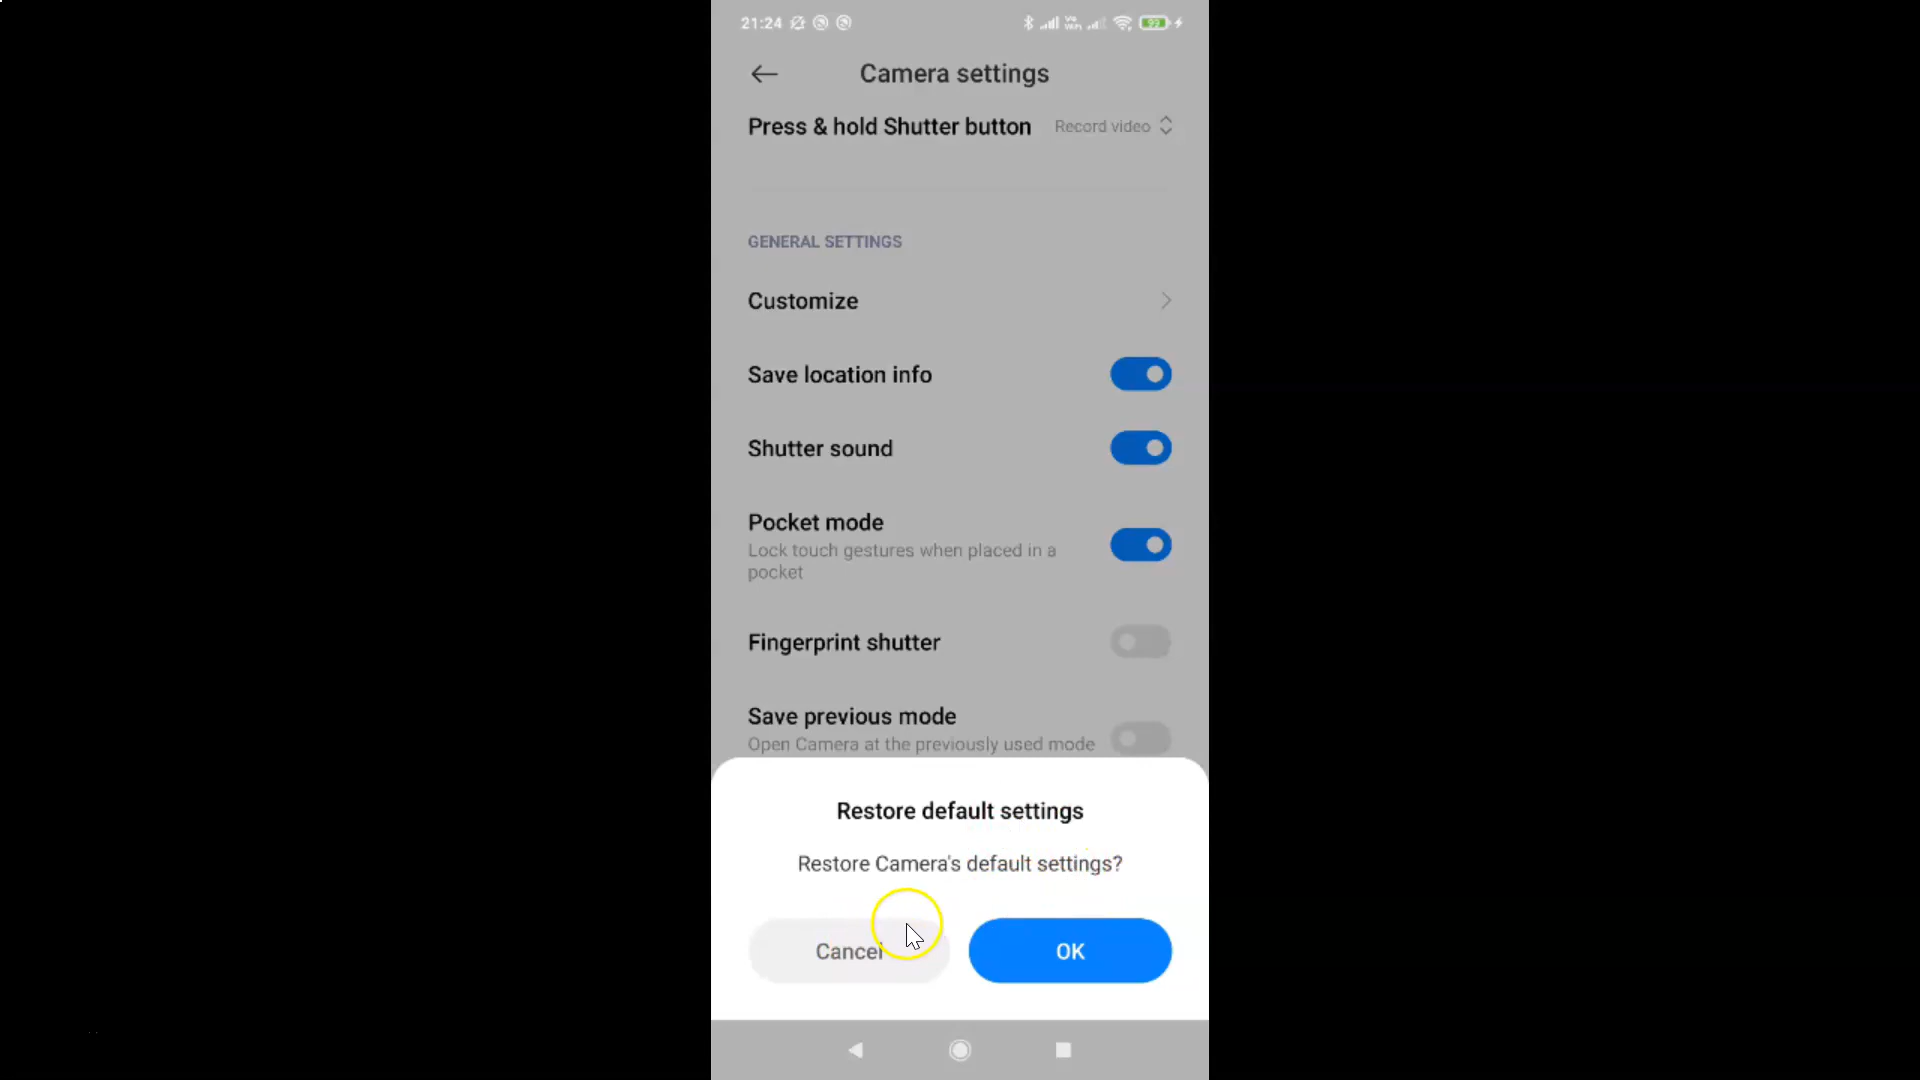 21:24 92
Camera settings
Press & hold Shutter button Record video
GENERAL SETTINGS
Customize
Save location info
Shutter sound
Pocket mode
Lock touch gestures when placed in a
pocket
Fingerprint shutter
Save previous mode
Open Camera at the previously used mode
Restore default settings
Restore Camera's default settings?
Cancel OK